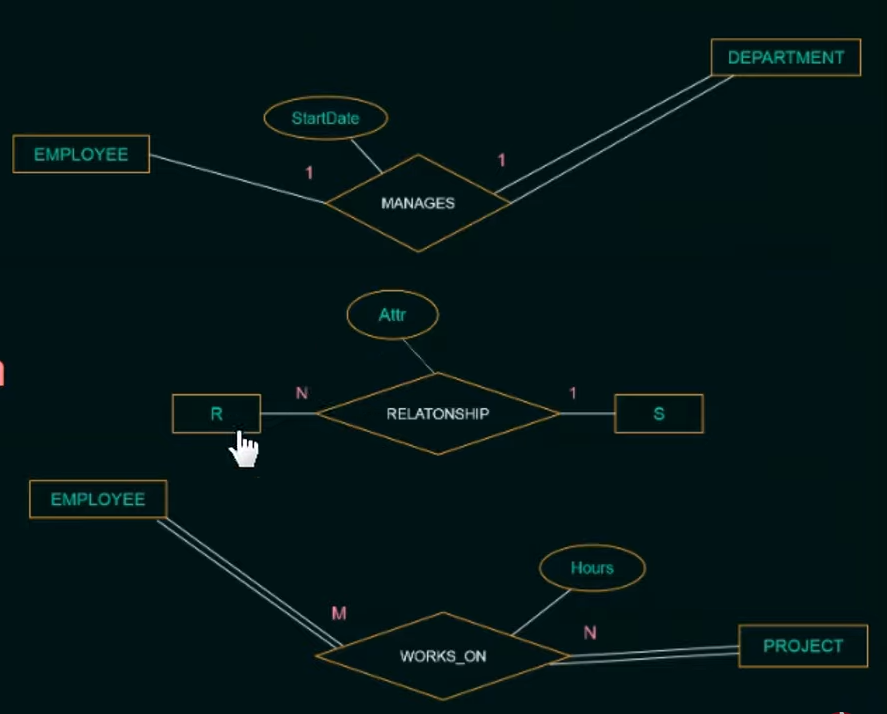 DEPARTMENT
StartDate
EMPLOYEE
1
1
MANAGES
Attr
N
1
R
RELATONSHIP
S
EMPLOYEE
Hours
M
N
WORKS_ON
PROJECT